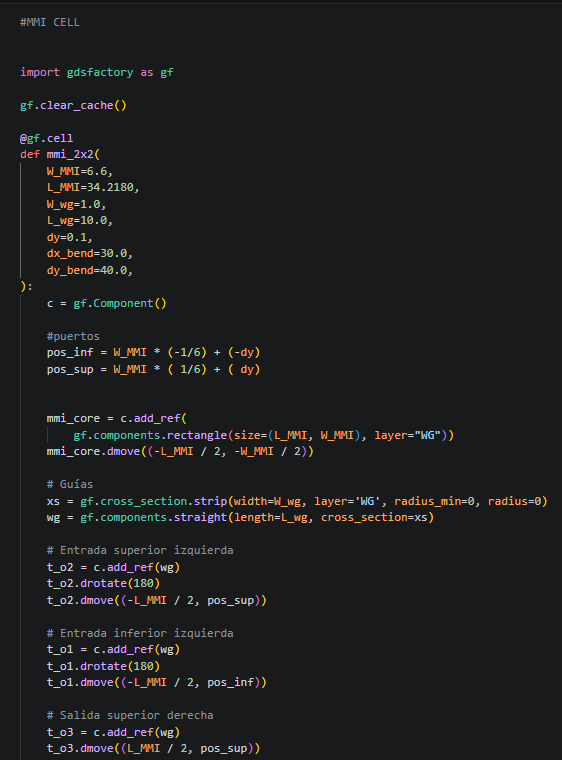 #MMI CELL
import gdsfactory as gf
gf.clear_cache()
@gf.cell
def mmi_2x2(
    W_MMI=6.6,
    L_MMI=34.2180,
    W_wg=1.0,
    L_wg=10.0,
    dy=0.1,
    dx_bend=30.0,
    dy_bend=40.0,
):
    c = gf.Component()
    #puertos
    pos_inf = W_MMI * (-1/6) + (-dy)
    pos_sup = W_MMI * ( 1/6) + ( dy)
    mmi_core = c.add_ref(
        gf.components.rectangle(size=(L_MMI, W_MMI), layer="WG"))
    mmi_core.dmove((-L_MMI / 2, -W_MMI / 2))
    # Guías
    xs = gf.cross_section.strip(width=W_wg, layer='WG', radius_min=0, radius=0)
    wg = gf.components.straight(length=L_wg, cross_section=xs)
    # Entrada superior izquierda
    t_o2 = c.add_ref(wg)
    t_o2.drotate(180)
    t_o2.dmove((-L_MMI / 2, pos_sup))
    # Entrada inferior izquierda
    t_o1 = c.add_ref(wg)
    t_o1.drotate(180)
    t_o1.dmove((-L_MMI / 2, pos_inf))
    # Salida superior derecha
    t_o3 = c.add_ref(wg)
    t_o3.dmove((L_MMI / 2, pos_sup))